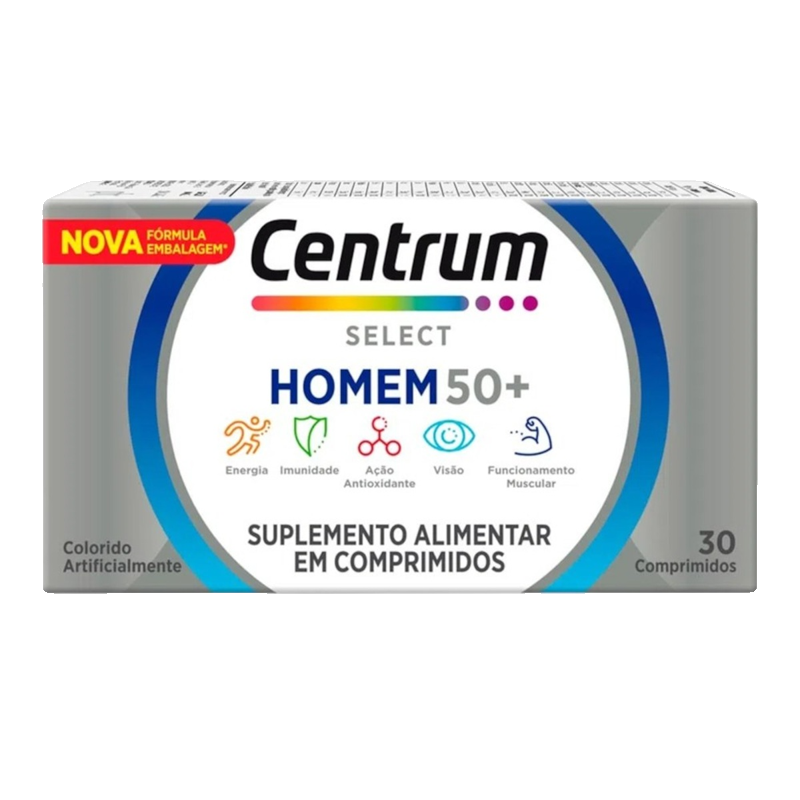 NOVA FÓRMULA
EMBALAGEM*
Centrum
SELECT
HOMEM 50+
Energia
Imunidade
Ação
Antioxidante
Visão
Funcionamento
Muscular
SUPLEMENTO ALIMENTAR
EM COMPRIMIDOS
Colorido
Artificialmente
30
Comprimidos